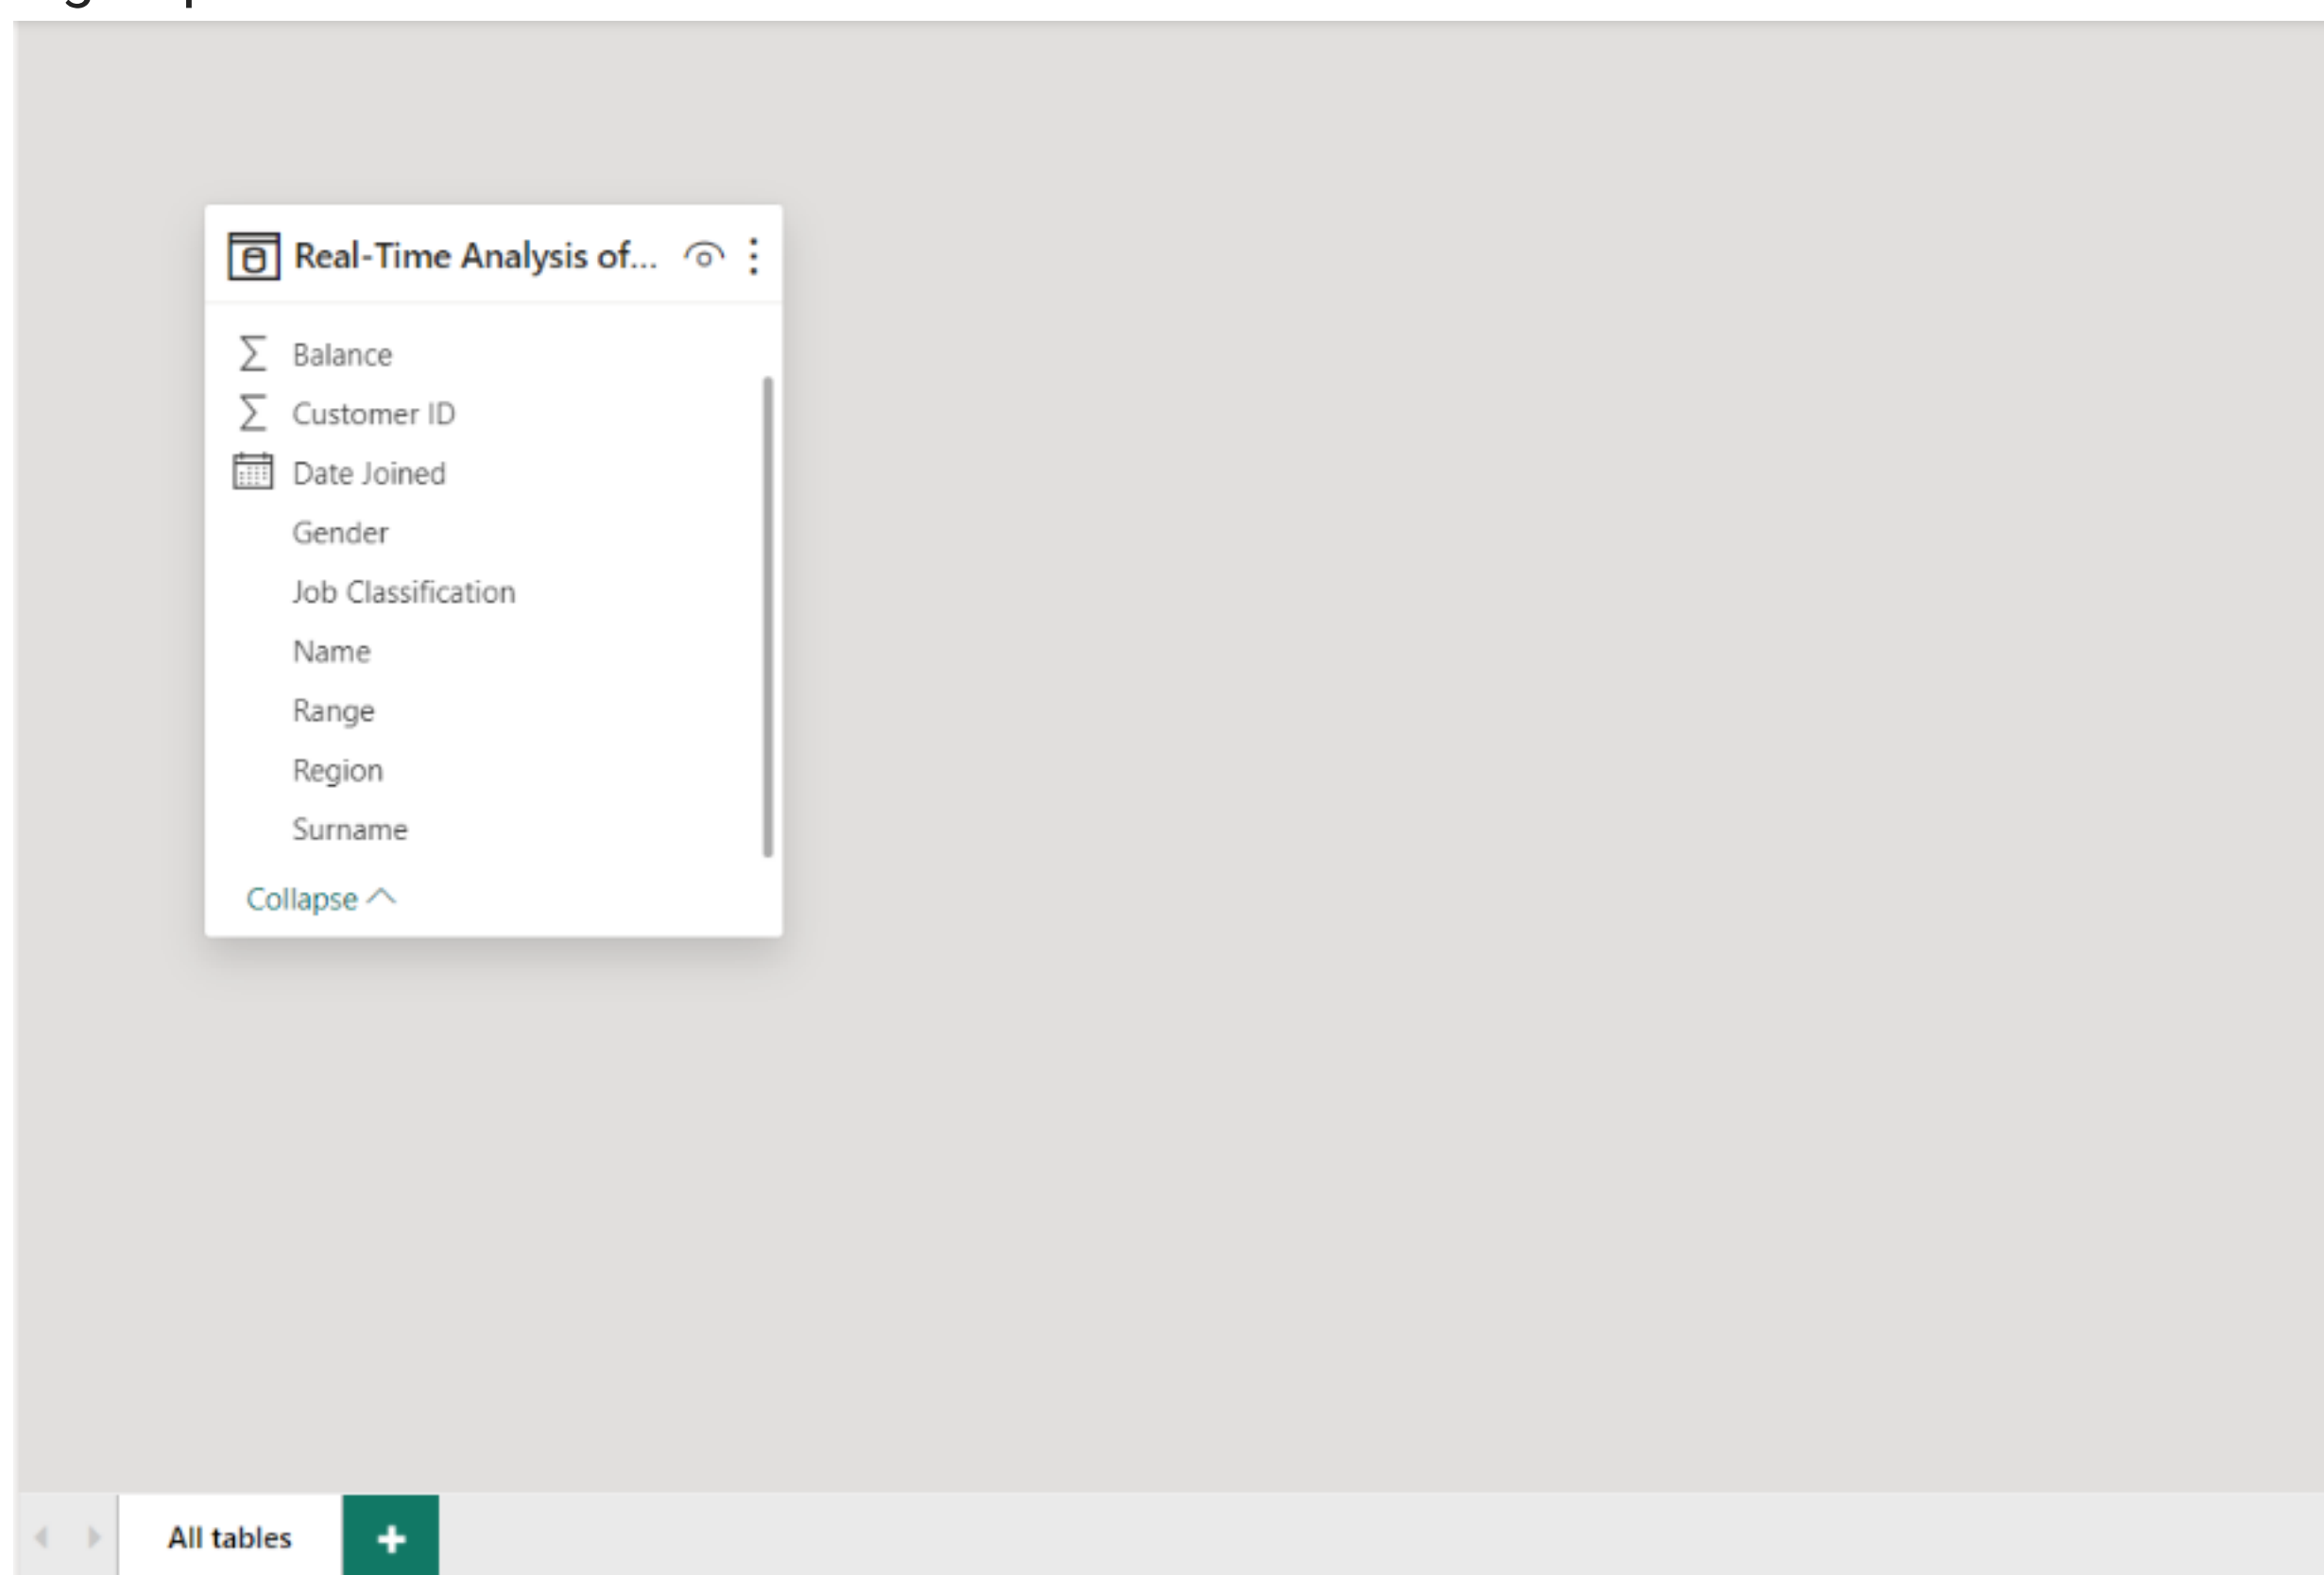 Real-Time Analysis of...
Balance
Customer ID
Date Joined
Gender
Job Classification
Name
Range
Region
Surname
Collapse
All tables